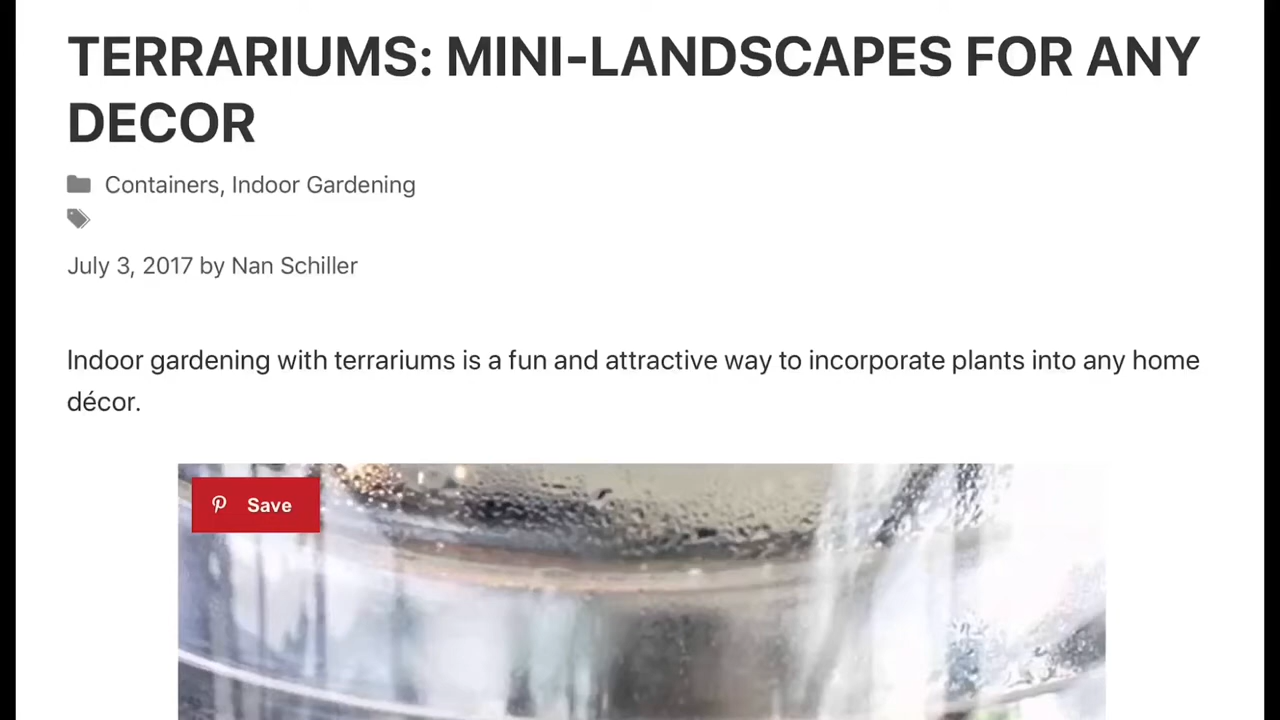 TERRARIUMS: MINI-LANDSCAPES FOR ANY
DECOR
Containers, Indoor Gardening
July 3, 2017 by Nan Schiller
Indoor gardening with terrariums is a fun and attractive way to incorporate plants into any home
décor.
Save